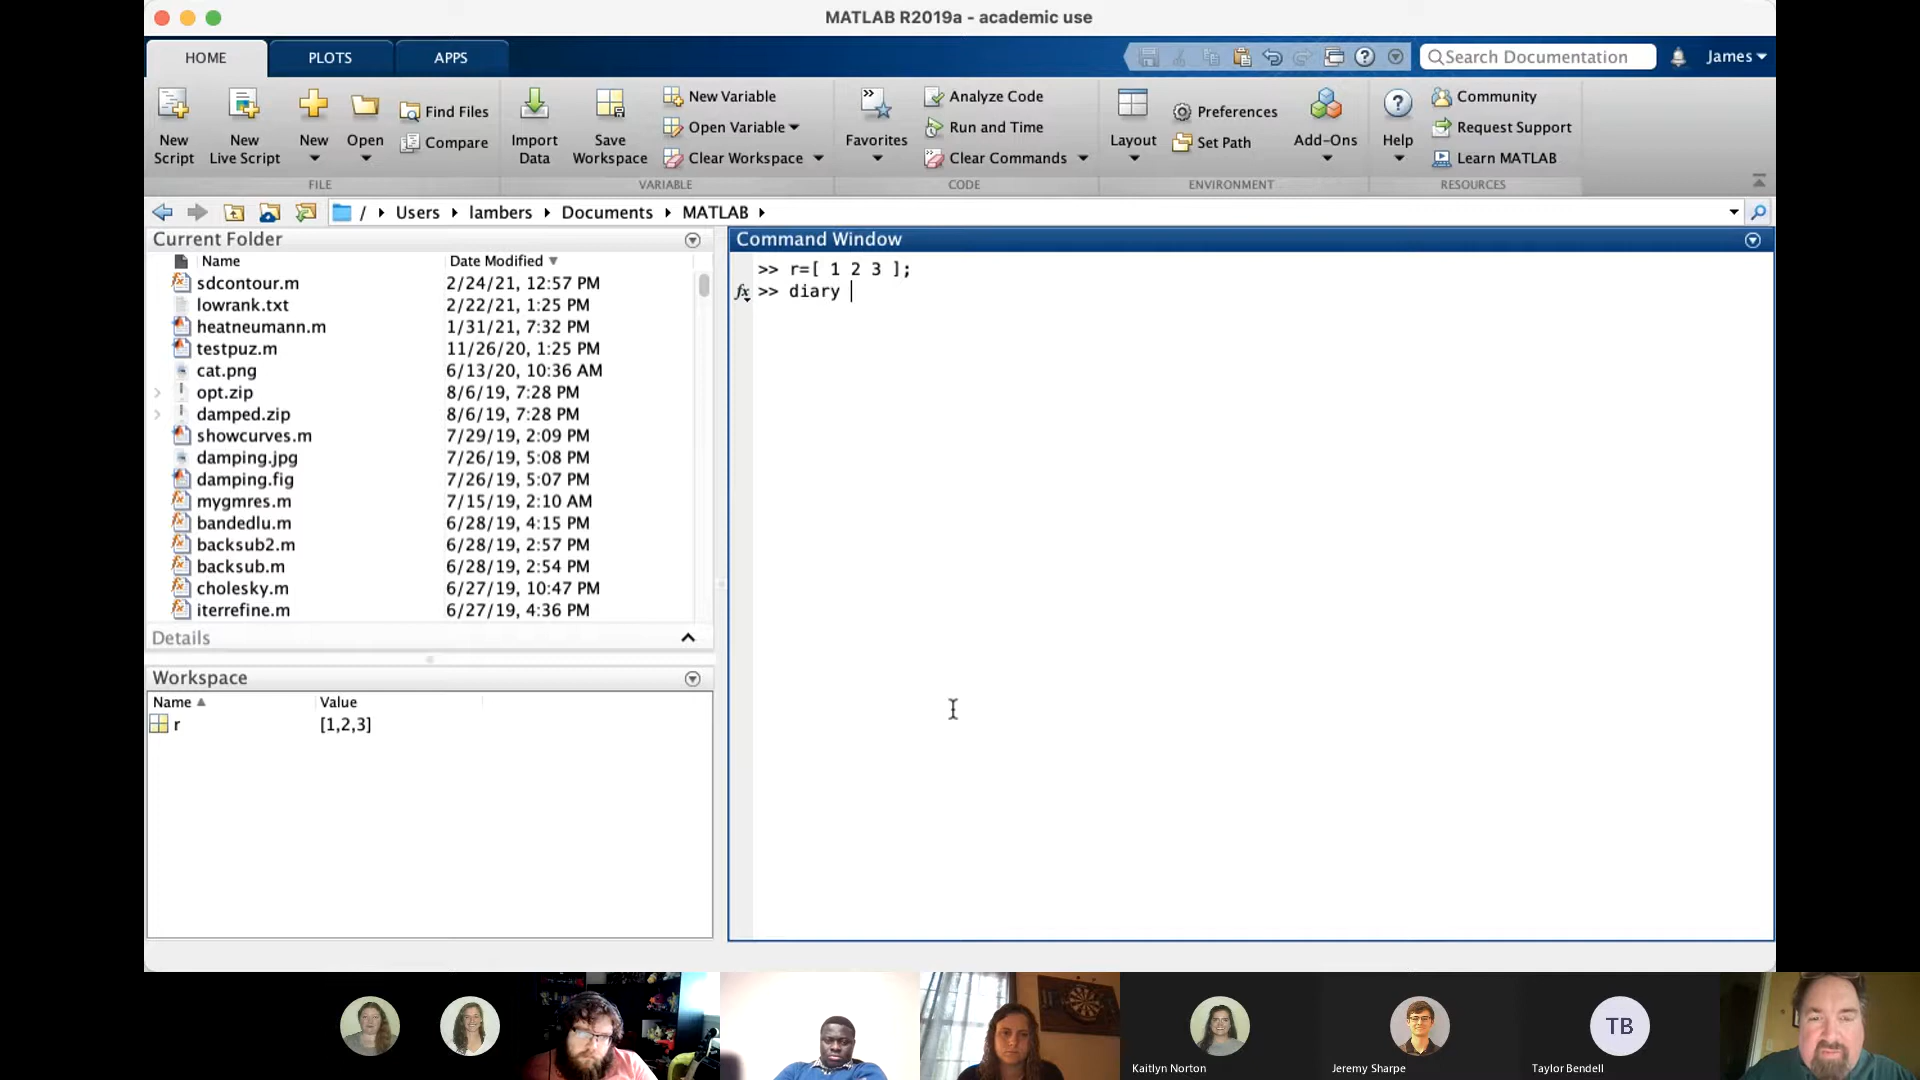 MATLAB R2019a - academic use
HOME
PLOTS
APPS
Search Documentation
James
New Script
New Live Script
New
Open
Find Files
Compare
Import Data
Save Workspace
New Variable
Open Variable
Clear Workspace
Favorites
Analyze Code
Run and Time
Clear Commands
Layout
Preferences
Set Path
Add-Ons
Help
Community
Request Support
Learn MATLAB
FILE
VARIABLE
CODE
ENVIRONMENT
RESOURCES
/ Users lambers Documents MATLAB
Current Folder
Name Date Modified
sdcontour.m 2/24/21, 12:57 PM
lowrank.txt 2/22/21, 1:25 PM
heatneumann.m 1/31/21, 7:32 PM
testpuz.m 11/26/20, 1:25 PM
cat.png 6/13/20, 10:36 AM
opt.zip 8/6/19, 7:28 PM
damped.zip 8/6/19, 7:28 PM
showcurves.m 7/29/19, 2:09 PM
damping.jpg 7/26/19, 5:08 PM
damping.fig 7/26/19, 5:07 PM
mygmres.m 7/15/19, 2:10 AM
bandedlu.m 6/28/19, 4:15 PM
backsub2.m 6/28/19, 2:57 PM
backsub.m 6/28/19, 2:54 PM
cholesky.m 6/27/19, 10:47 PM
iterrefine.m 6/27/19, 4:36 PM
Details
Workspace
Name Value
r [1,2,3]
Command Window
>> r=[ 1 2 3 ];
fx >> diary
Kaitlyn Norton
Jeremy Sharpe
TB
Taylor Bendell